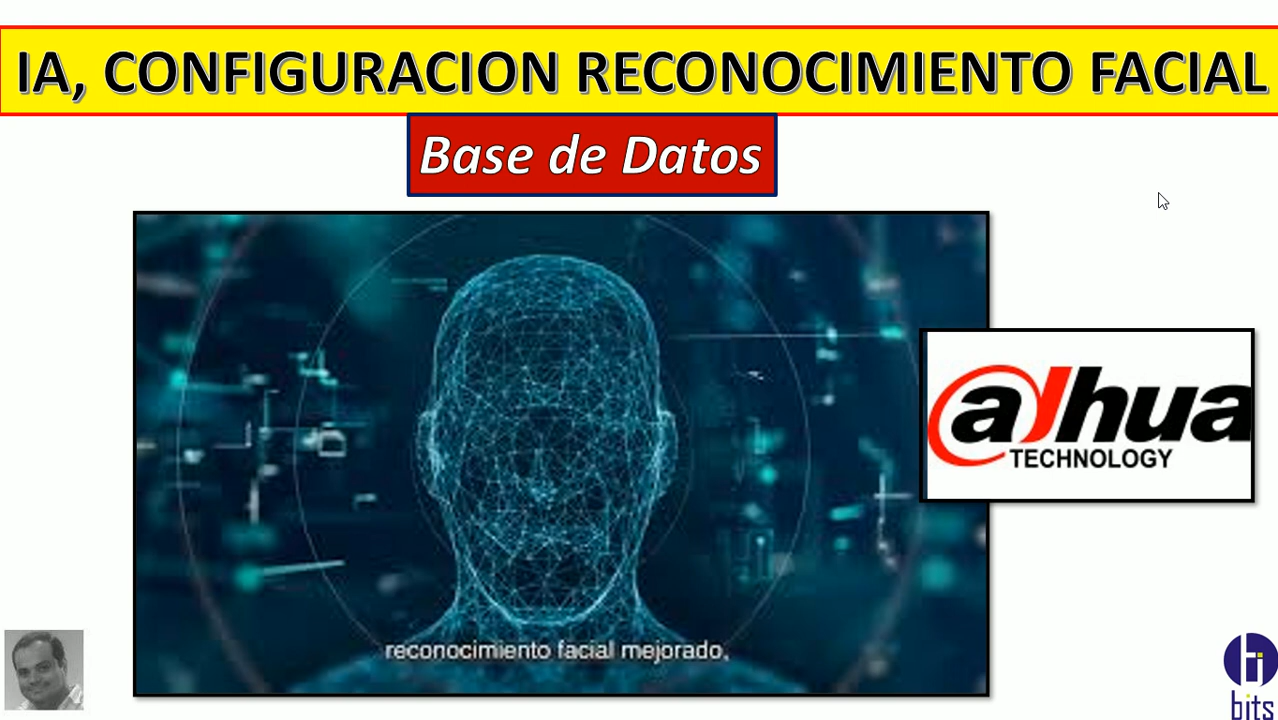 IA, CONFIGURACION RECONOCIMIENTO FACIAL
Base de Datos
alhua
TECHNOLOGY
reconocimiento facial mejorado,
bits